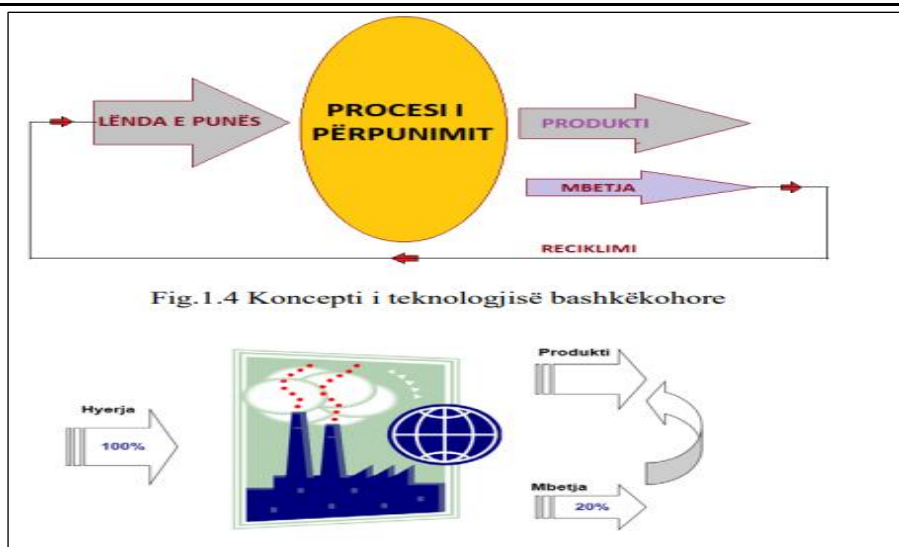 LËNDA E PUNËS
PROCESI I
PËRPUNIMIT
PRODUKTI
MBETJA
RECIKLIMI
Fig.1.4 Koncepti i teknologjisë bashkëkohore
Produkti
Hyerja
100%
Mbetja
20%